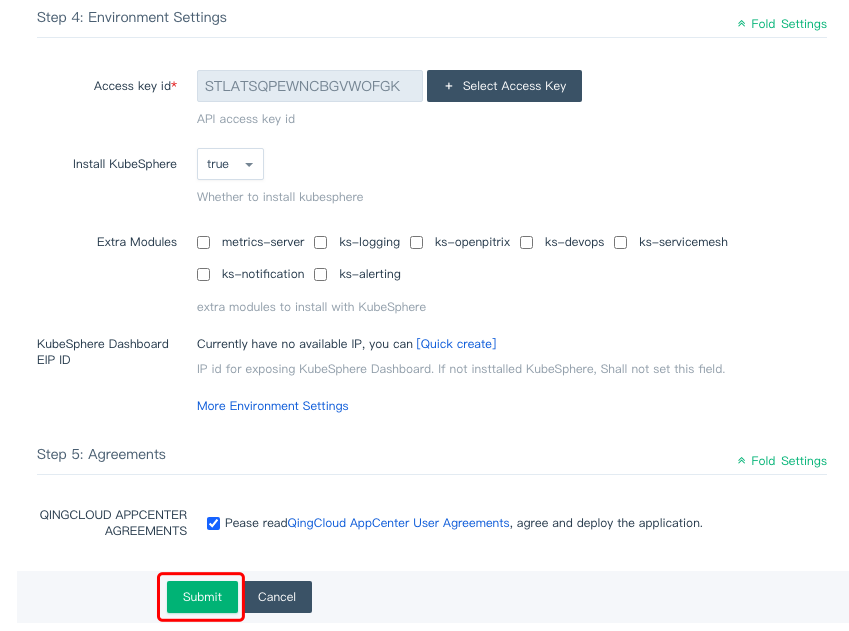 Step 4: Environment Settings
Fold Settings
Access key id*
STLATSQPEWNCBGVWOFGK
+ Select Access Key
API access key id
Install KubeSphere
true
Whether to install kubesphere
Extra Modules
metrics-server ks-logging ks-openpitrix ks-devops ks-servicemesh
ks-notification ks-alerting
extra modules to install with KubeSphere
KubeSphere Dashboard
EIP ID
Currently have no available IP, you can [Quick create]
IP id for exposing KubeSphere Dashboard. If not insttalled KubeSphere, Shall not set this field.
More Environment Settings
Step 5: Agreements
Fold Settings
QINGCLOUD APPCENTER
AGREEMENTS
Pease readQingCloud AppCenter User Agreements, agree and deploy the application.
Submit
Cancel